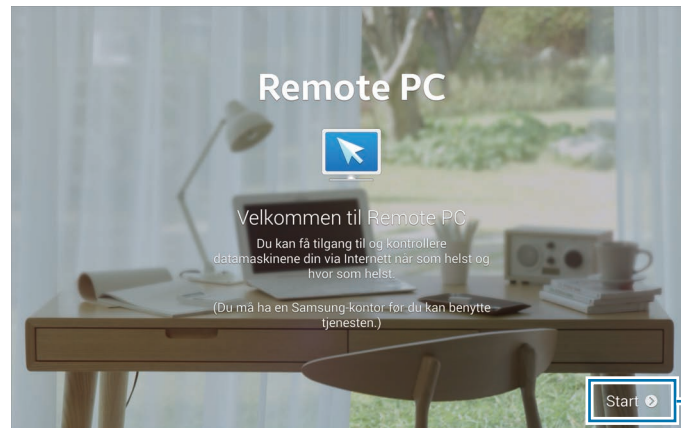 Remote PC
Velkommen til Remote PC
Du kan få tilgang til og kontrollere
datamaskinene din via Internett når som helst og
hvor som helst.
(Du må ha en Samsung-kontor før du kan benytte
tjenesten.)
Start